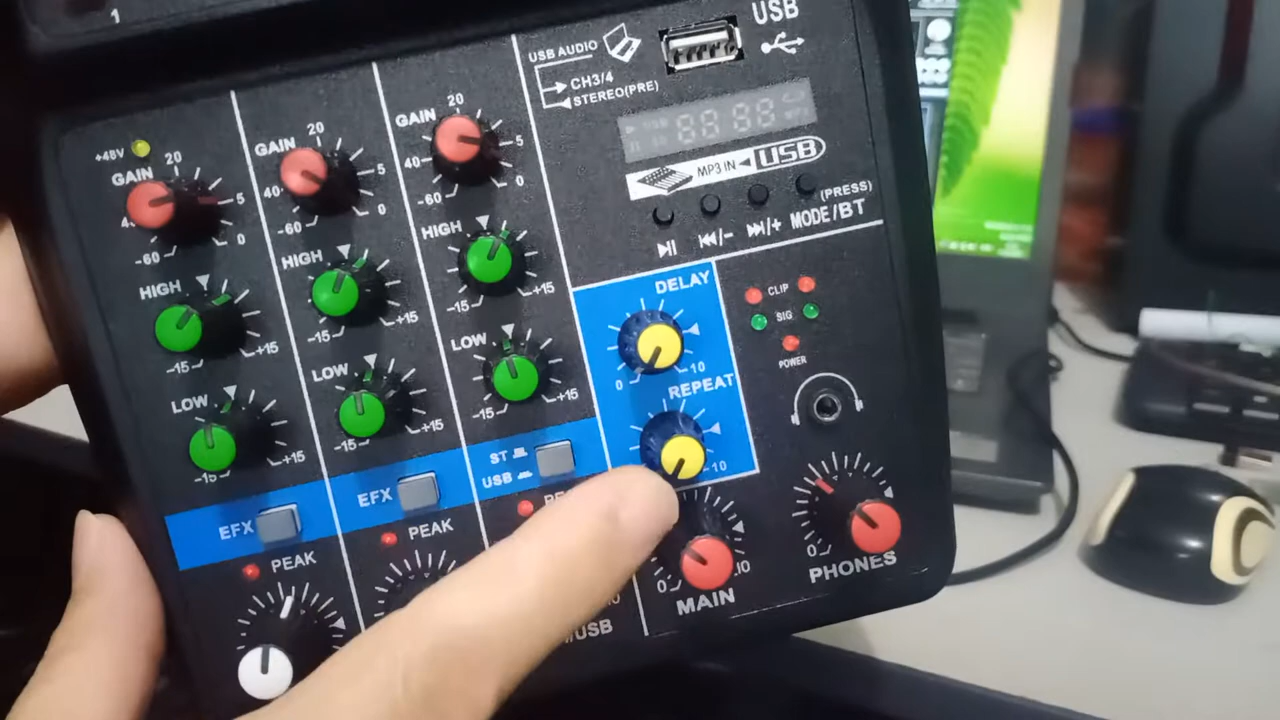 1
USB
USB AUDIO
CH3/4
STEREO(PRE)
MP3 IN USB
(PRESS)
MODE/BT
+48V
GAIN
20
5
0
-60
HIGH
-15
+15
LOW
-15
+15
EFX
PEAK
GAIN
20
40
5
0
-60
HIGH
-15
+15
LOW
-15
+15
EFX
PEAK
GAIN
20
40
5
0
-60
HIGH
-15
+15
LOW
-15
+15
ST
USB
DELAY
0
10
REPEAT
10
CLIP
SIG
POWER
0
10
MAIN
0
PHONES